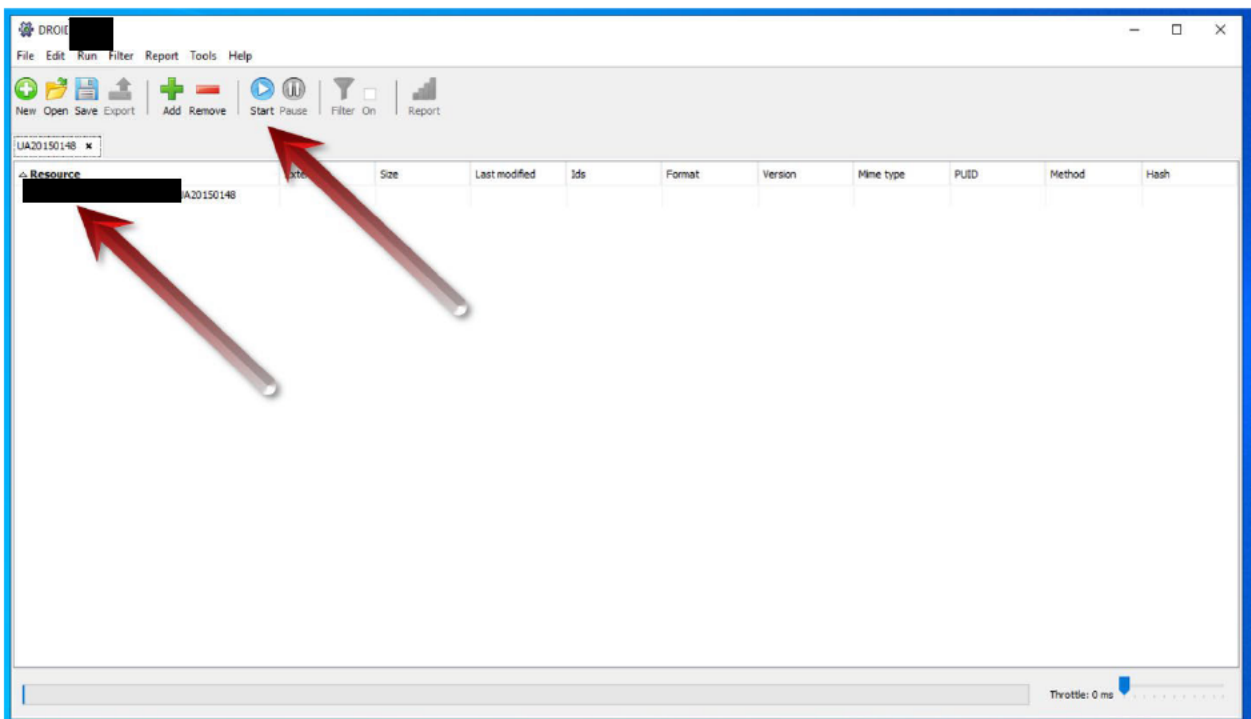 DROID
File Edit Run Filter Report Tools Help
New Open Save Export Add Remove Start Pause Filter On Report
UA20150148
Resource Size Last modified Ids Format Version Mime type PUID Method Hash
UA20150148
Throttle: 0 ms